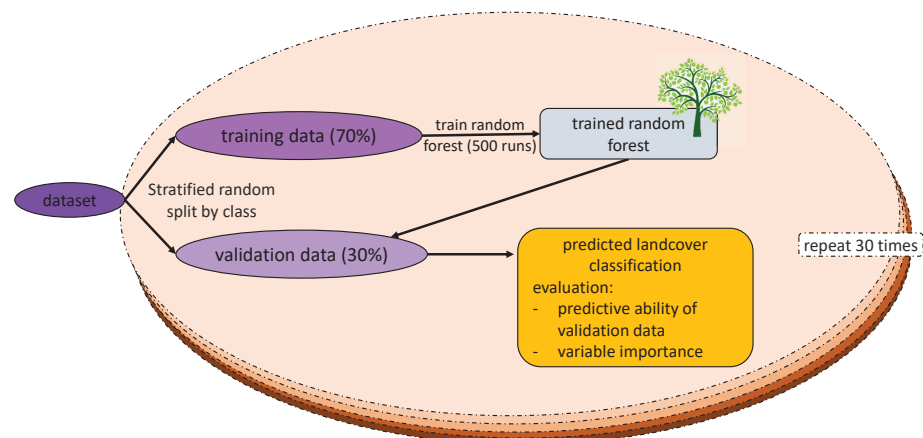 training data (70%)
train random
forest (500 runs)
trained random
forest
dataset
Stratified random
split by class
validation data (30%)
predicted landcover
classification
evaluation:
- predictive ability of
validation data
- variable importance
repeat 30 times